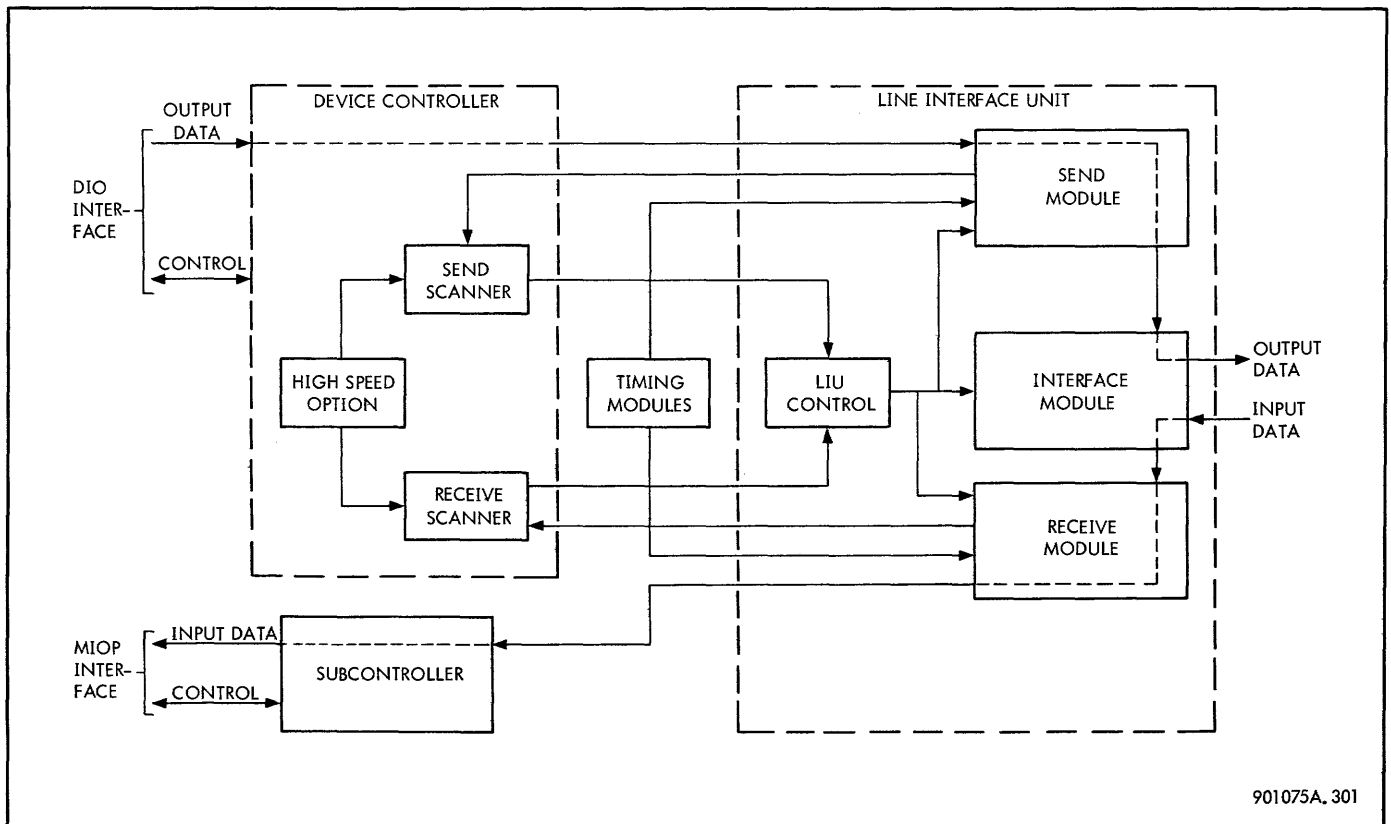 DEVICE CONTROLLER
LINE INTERFACE UNIT
OUTPUT
DATA
DIO
INTER-
FACE
CONTROL
SEND
MODULE
SEND
SCANNER
HIGH SPEED
OPTION
TIMING
MODULES
LIU
CONTROL
INTERFACE
MODULE
OUTPUT
DATA
INPUT
DATA
RECEIVE
SCANNER
RECEIVE
MODULE
MIOP
INTER-
FACE
INPUT DATA
CONTROL
SUBCONTROLLER
901075A.301